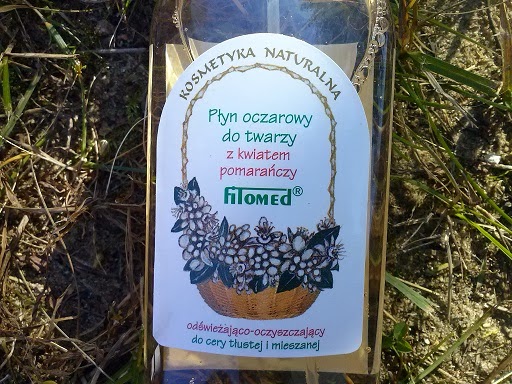 KOSMETYKA NATURALNA
Płyn oczarowy
do twarzy
z kwiatem
pomarańczy
fitomed®
odświeżająco-oczyszczający
do cery tłustej i mieszanej